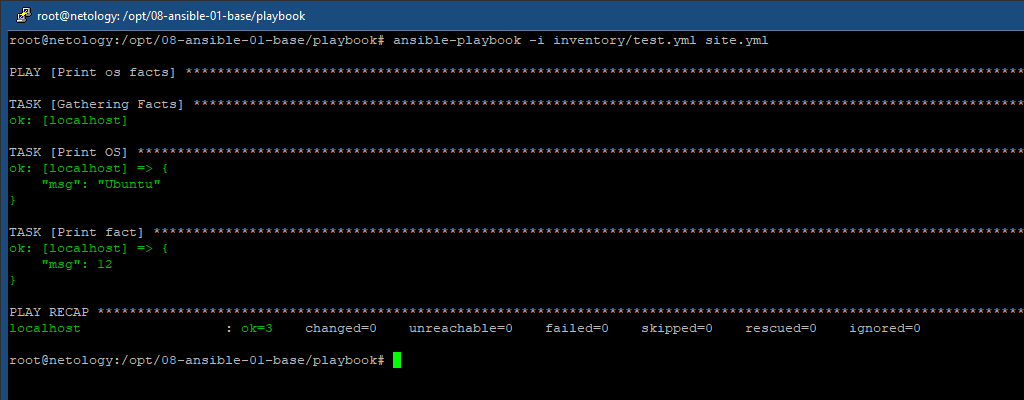 root@netology: /opt/08-ansible-01-base/playbook
root@netology:/opt/08-ansible-01-base/playbook# ansible-playbook -i inventory/test.yml site.yml
PLAY [Print os facts] *********************************************************************************************************
TASK [Gathering Facts] ********************************************************************************************************
ok: [localhost]
TASK [Print OS] ***************************************************************************************************************
ok: [localhost] => {
    "msg": "Ubuntu"
}
TASK [Print fact] *************************************************************************************************************
ok: [localhost] => {
    "msg": 12
}
PLAY RECAP ********************************************************************************************************************
localhost                  : ok=3    changed=0    unreachable=0    failed=0    skipped=0    rescued=0    ignored=0
root@netology:/opt/08-ansible-01-base/playbook#